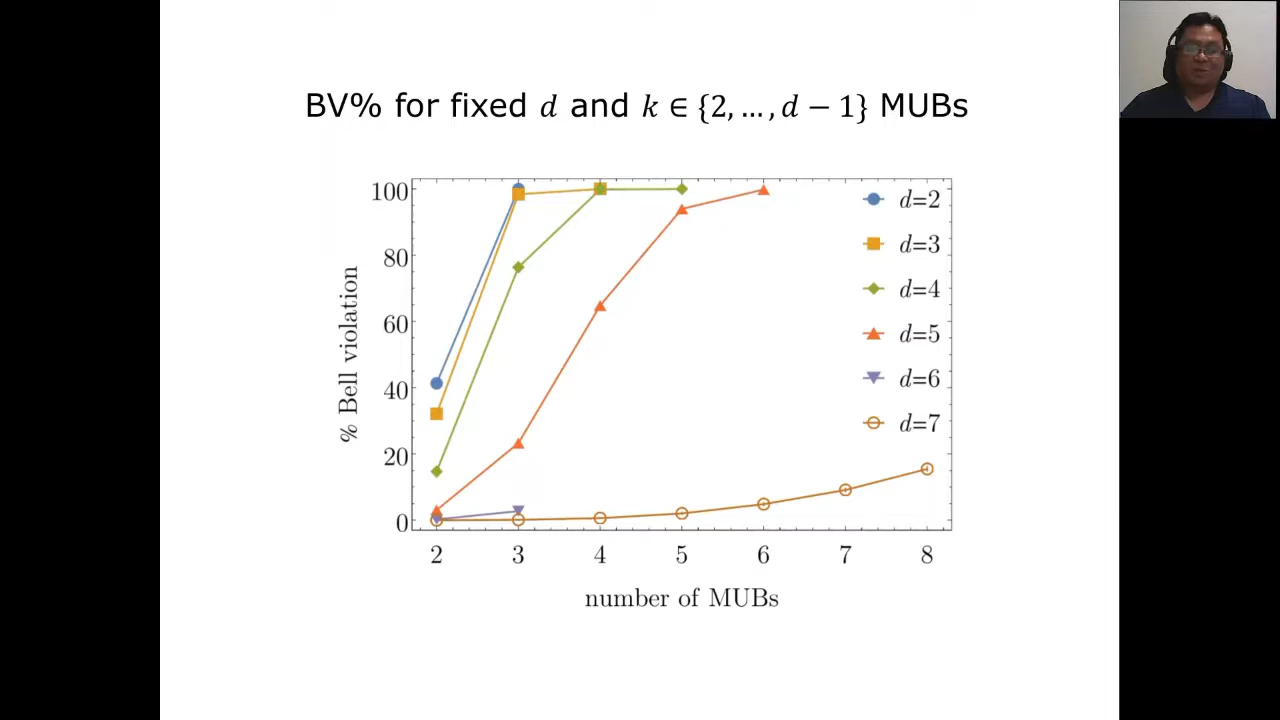 BV% for fixed 𝑑 and 𝑘 ∈ {2, … , 𝑑 − 1} MUBs
100
80
60
40
20
0
% Bell violation
d=2
d=3
d=4
d=5
d=6
d=7
2 3 4 5 6 7 8
number of MUBs